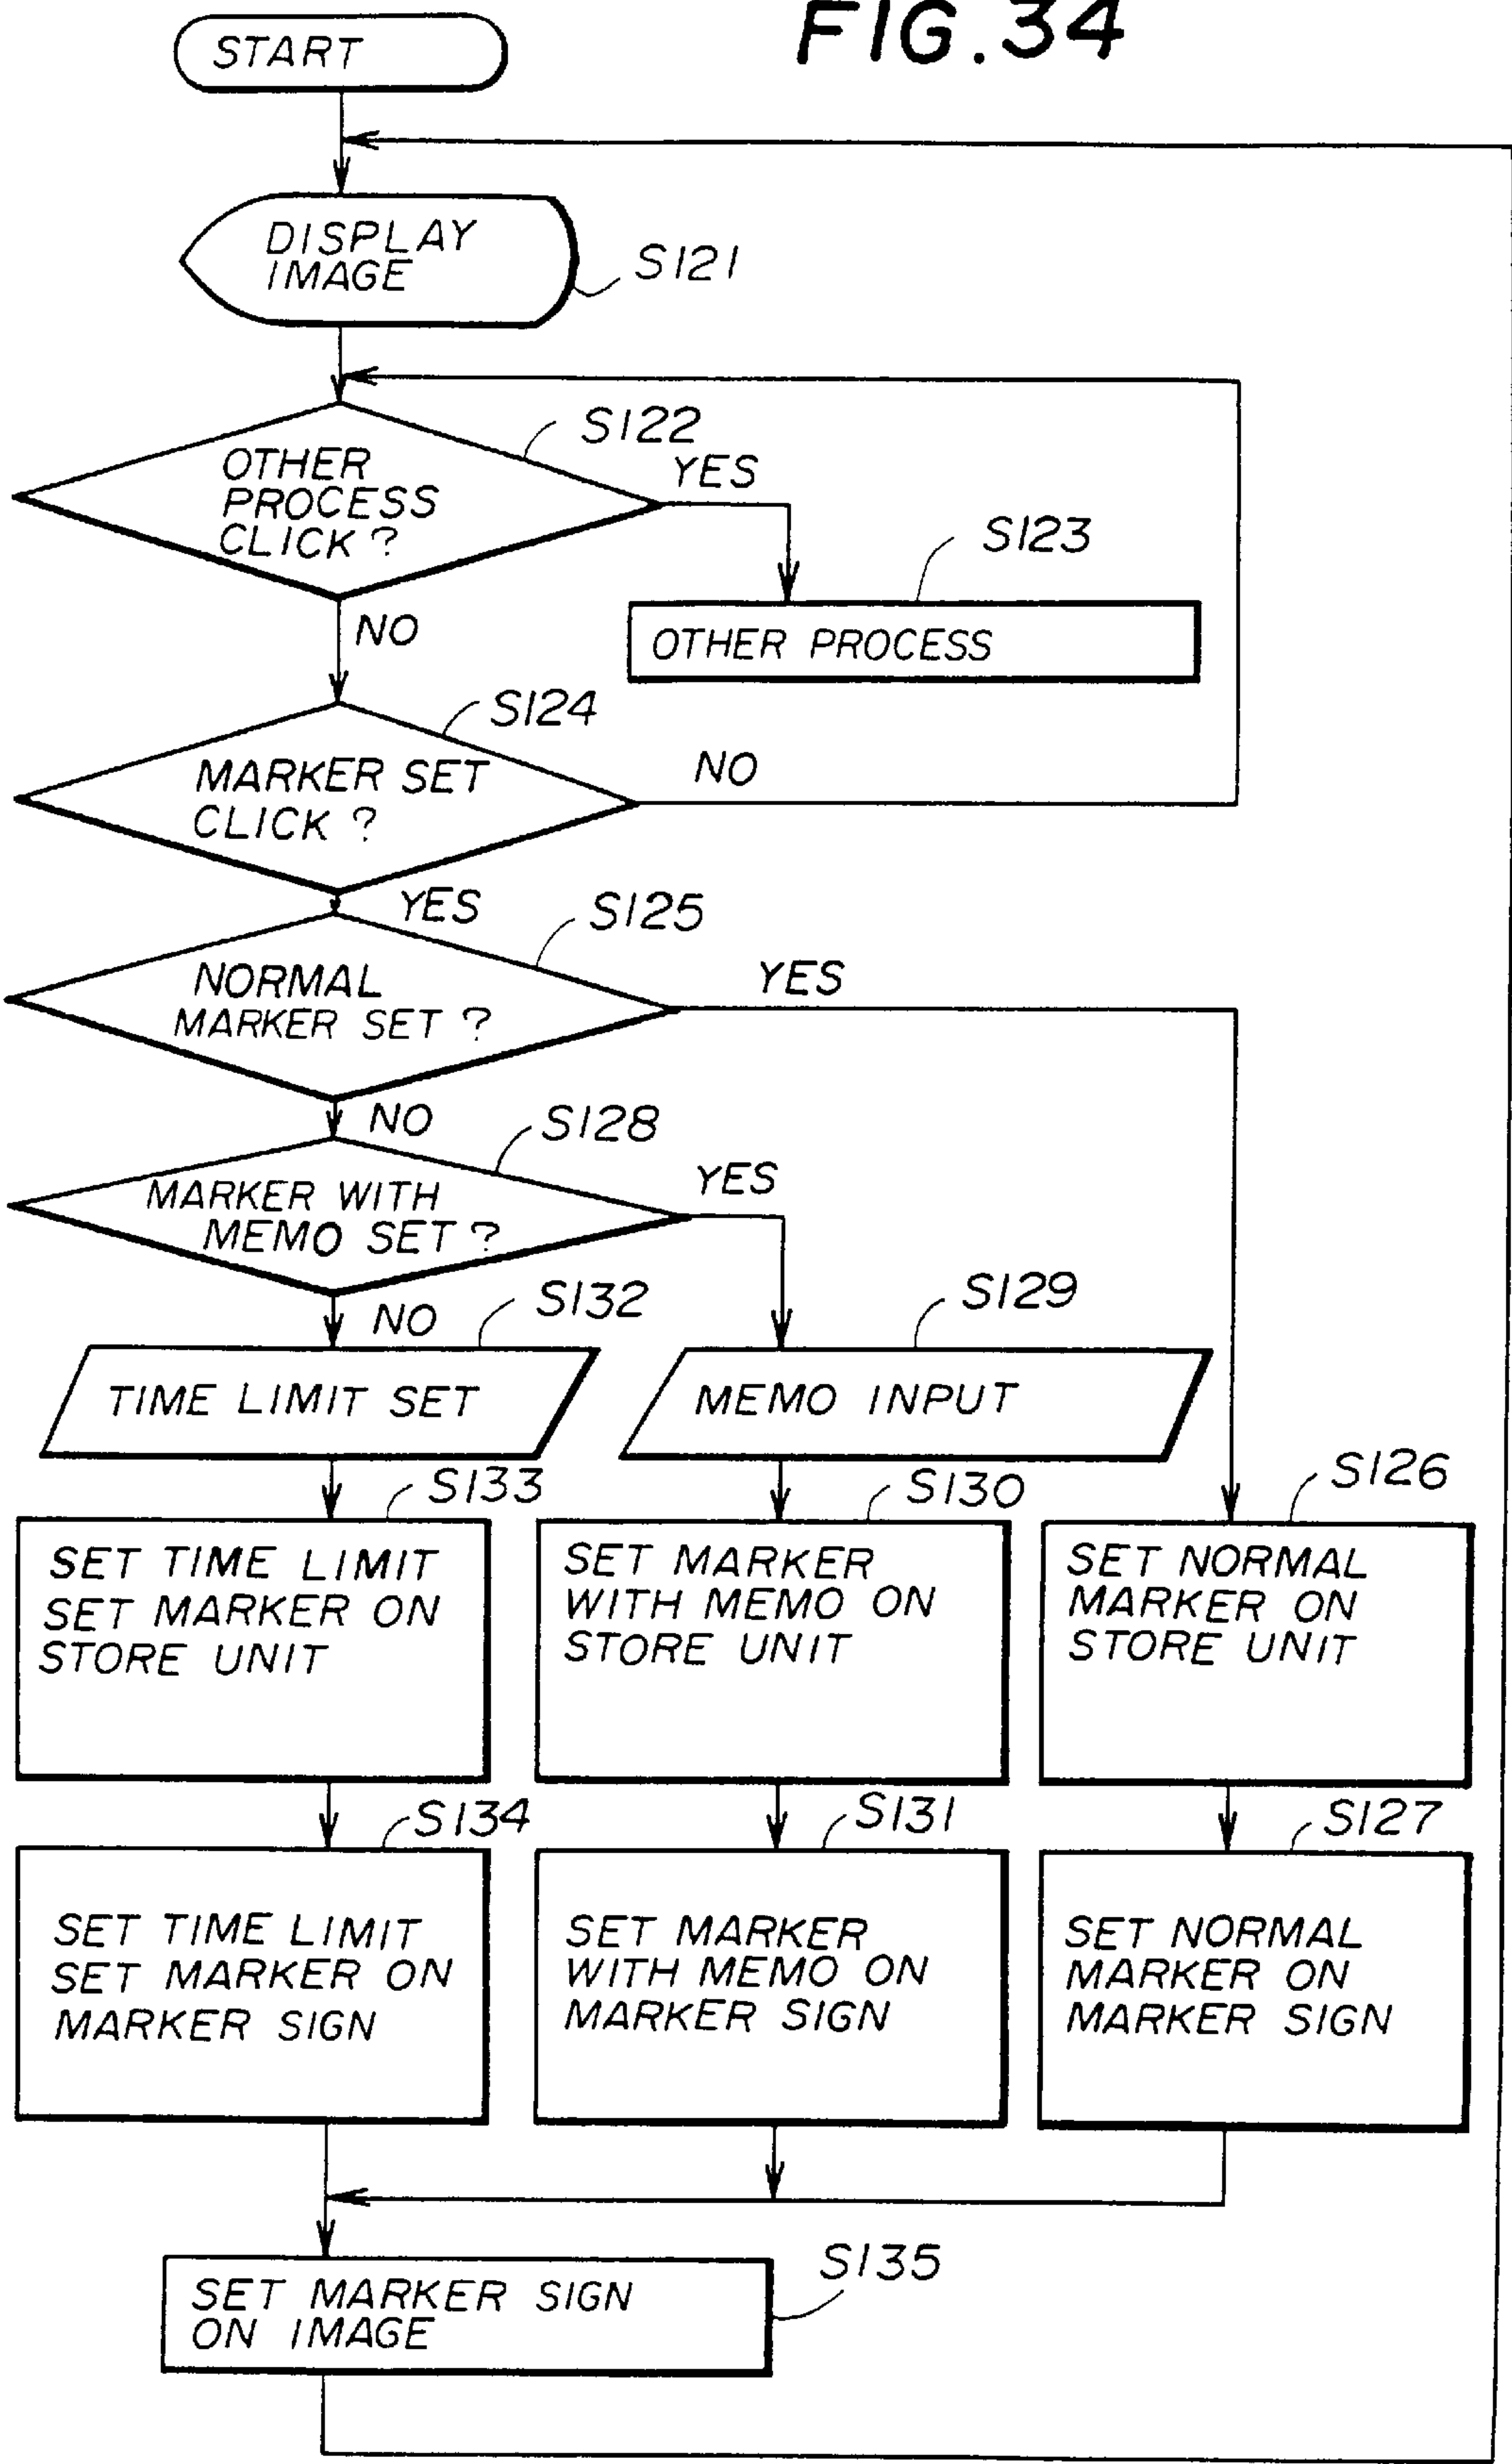 FIG.34
START
DISPLAY
IMAGE
S121
S122
OTHER
PROCESS
CLICK?
YES
NO
S123
OTHER PROCESS
S124
MARKER SET
CLICK?
NO
YES
S125
NORMAL
MARKER SET?
YES
NO
S128
MARKER WITH
MEMO SET?
YES
NO
S132
TIME LIMIT SET
S129
MEMO INPUT
S133
SET TIME LIMIT
SET MARKER ON
STORE UNIT
S130
SET MARKER
WITH MEMO ON
STORE UNIT
S126
SET NORMAL
MARKER ON
STORE UNIT
S134
SET TIME LIMIT
SET MARKER ON
MARKER SIGN
S131
SET MARKER
WITH MEMO ON
MARKER SIGN
S127
SET NORMAL
MARKER ON
MARKER SIGN
S135
SET MARKER SIGN
ON IMAGE